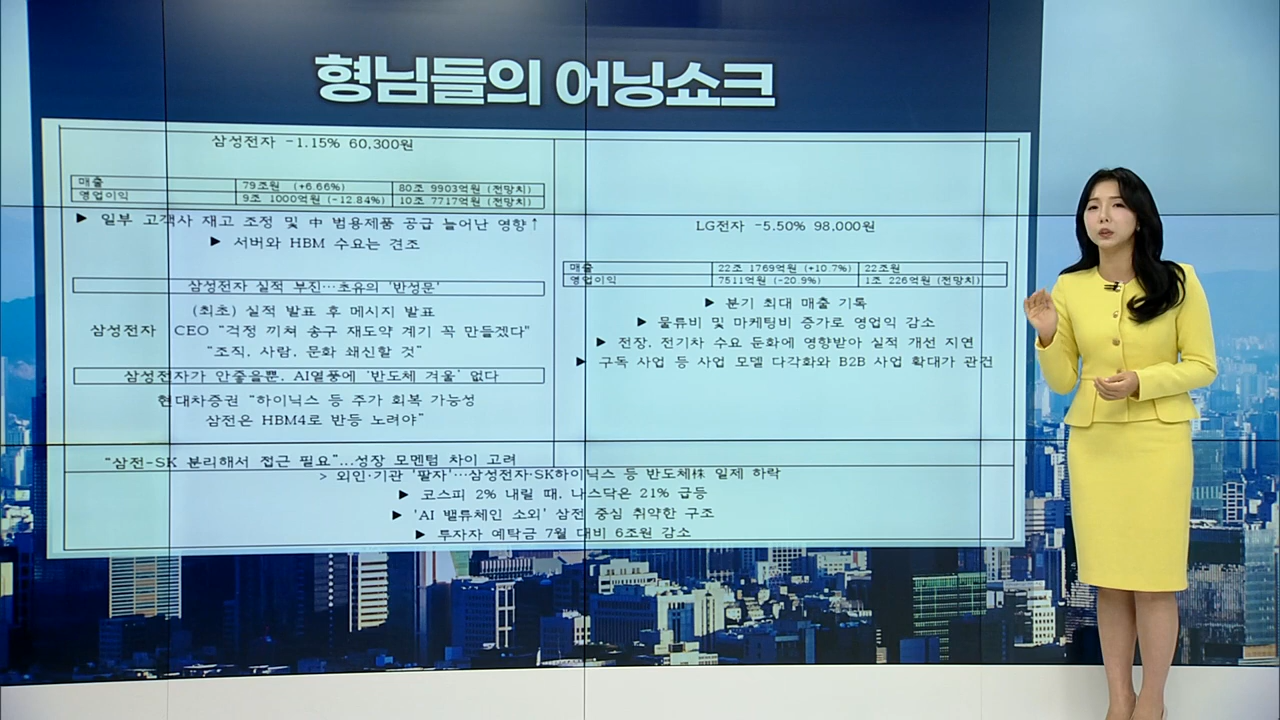 형님들의 어닝쇼크
삼성전자 -1.15% 60,300원
매출 79조원 (+6.66%) 80조 9903억원 (전망치)
영업이익 9조 1000억원 (-12.84%) 10조 7717억원 (전망치)
▶ 일부 고객사 재고 조정 및 中 범용제품 공급 늘어난 영향↑
▶ 서버와 HBM 수요는 견조
삼성전자 실적 부진…초유의 '반성문'
(최초) 실적 발표 후 메시지 발표
삼성전자 CEO "걱정 끼쳐 송구 재도약 계기 꼭 만들겠다"
"조직, 사람, 문화 쇄신할 것"
삼성전자가 안좋을뿐, AI열풍에 '반도체 겨울' 없다
현대차증권 "하이닉스 등 주가 회복 가능성
삼전은 HBM4로 반등 노려야"
"삼전-SK 분리해서 접근 필요"…성장 모멘텀 차이 고려
LG전자 -5.50% 98,000원
매출 22조 1769억원 (+10.7%) 22조원
영업이익 7511억원 (-20.9%) 1조 226억원 (전망치)
▶ 분기 최대 매출 기록
▶ 물류비 및 마케팅비 증가로 영업익 감소
▶ 전장, 전기차 수요 둔화에 영향받아 실적 개선 지연
▶ 구독 사업 등 사업 모델 다각화와 B2B 사업 확대가 관건
> 외인·기관 '팔자'…삼성전자·SK하이닉스 등 반도체株 일제 하락
▶ 코스피 2% 내릴 때, 나스닥은 21% 급등
▶ 'AI 밸류체인 소외' 삼전 중심 취약한 구조
▶ 투자자 예탁금 7월 대비 6조원 감소